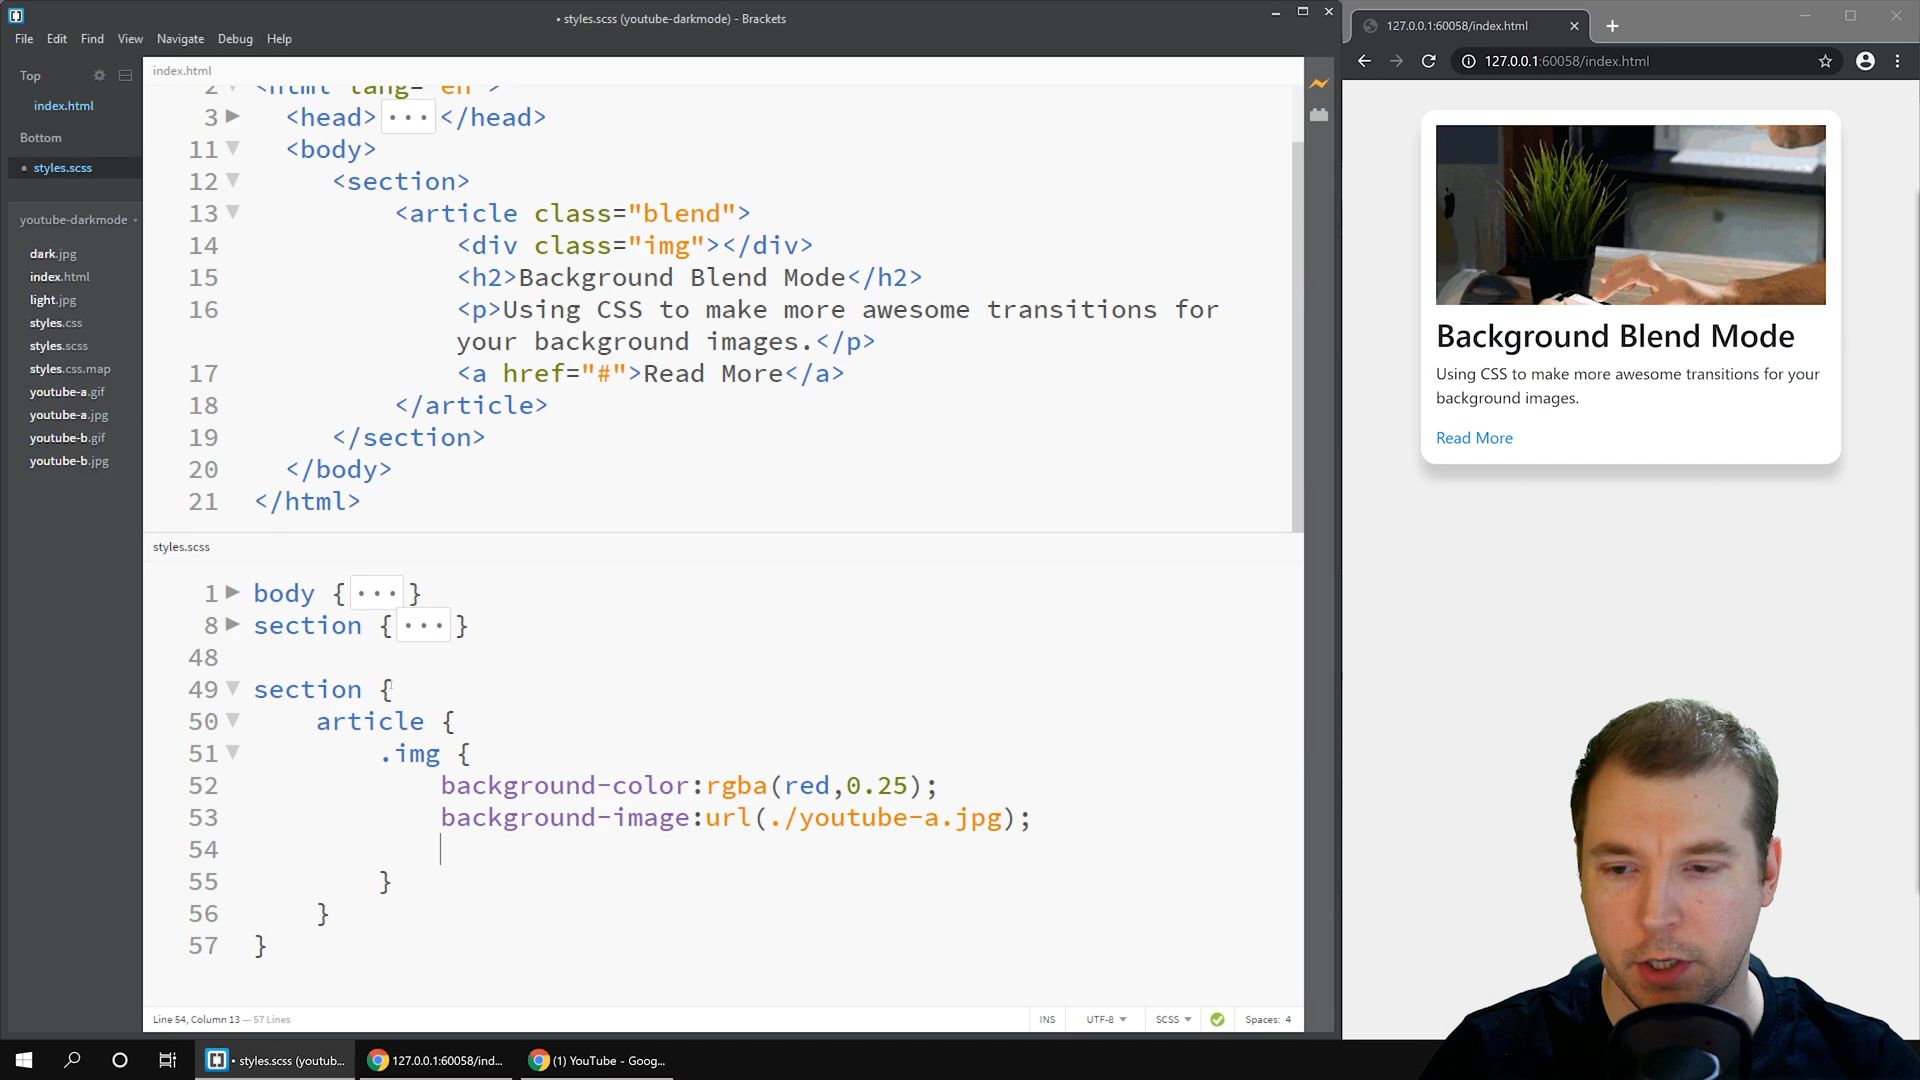 • styles.scss (youtube-darkmode) - Brackets
File Edit Find View Navigate Debug Help
Top
index.html
Bottom
• styles.scss
youtube-darkmode
dark.jpg
index.html
light.jpg
styles.css
styles.scss
styles.css.map
youtube-a.gif
youtube-a.jpg
youtube-b.gif
youtube-b.jpg
index.html
2 <html lang="en">
3 <head>···</head>
11 <body>
12 <section>
13 <article class="blend">
14 <div class="img"></div>
15 <h2>Background Blend Mode</h2>
16 <p>Using CSS to make more awesome transitions for
your background images.</p>
17 <a href="#">Read More</a>
18 </article>
19 </section>
20 </body>
21 </html>
styles.scss
1 body {···}
8 section {···}
48
49 section {
50 article {
51 .img {
52 background-color:rgba(red,0.25);
53 background-image:url(./youtube-a.jpg);
54
55 }
56 }
57 }
Line 54, Column 13 — 57 Lines
INS UTF-8 SCSS Spaces: 4
127.0.0.1:60058/index.html
127.0.0.1:60058/index.html
Background Blend Mode
Using CSS to make more awesome transitions for your
background images.
Read More
• styles.scss (youtub...
127.0.0.1:60058/ind...
(1) YouTube - Goog...